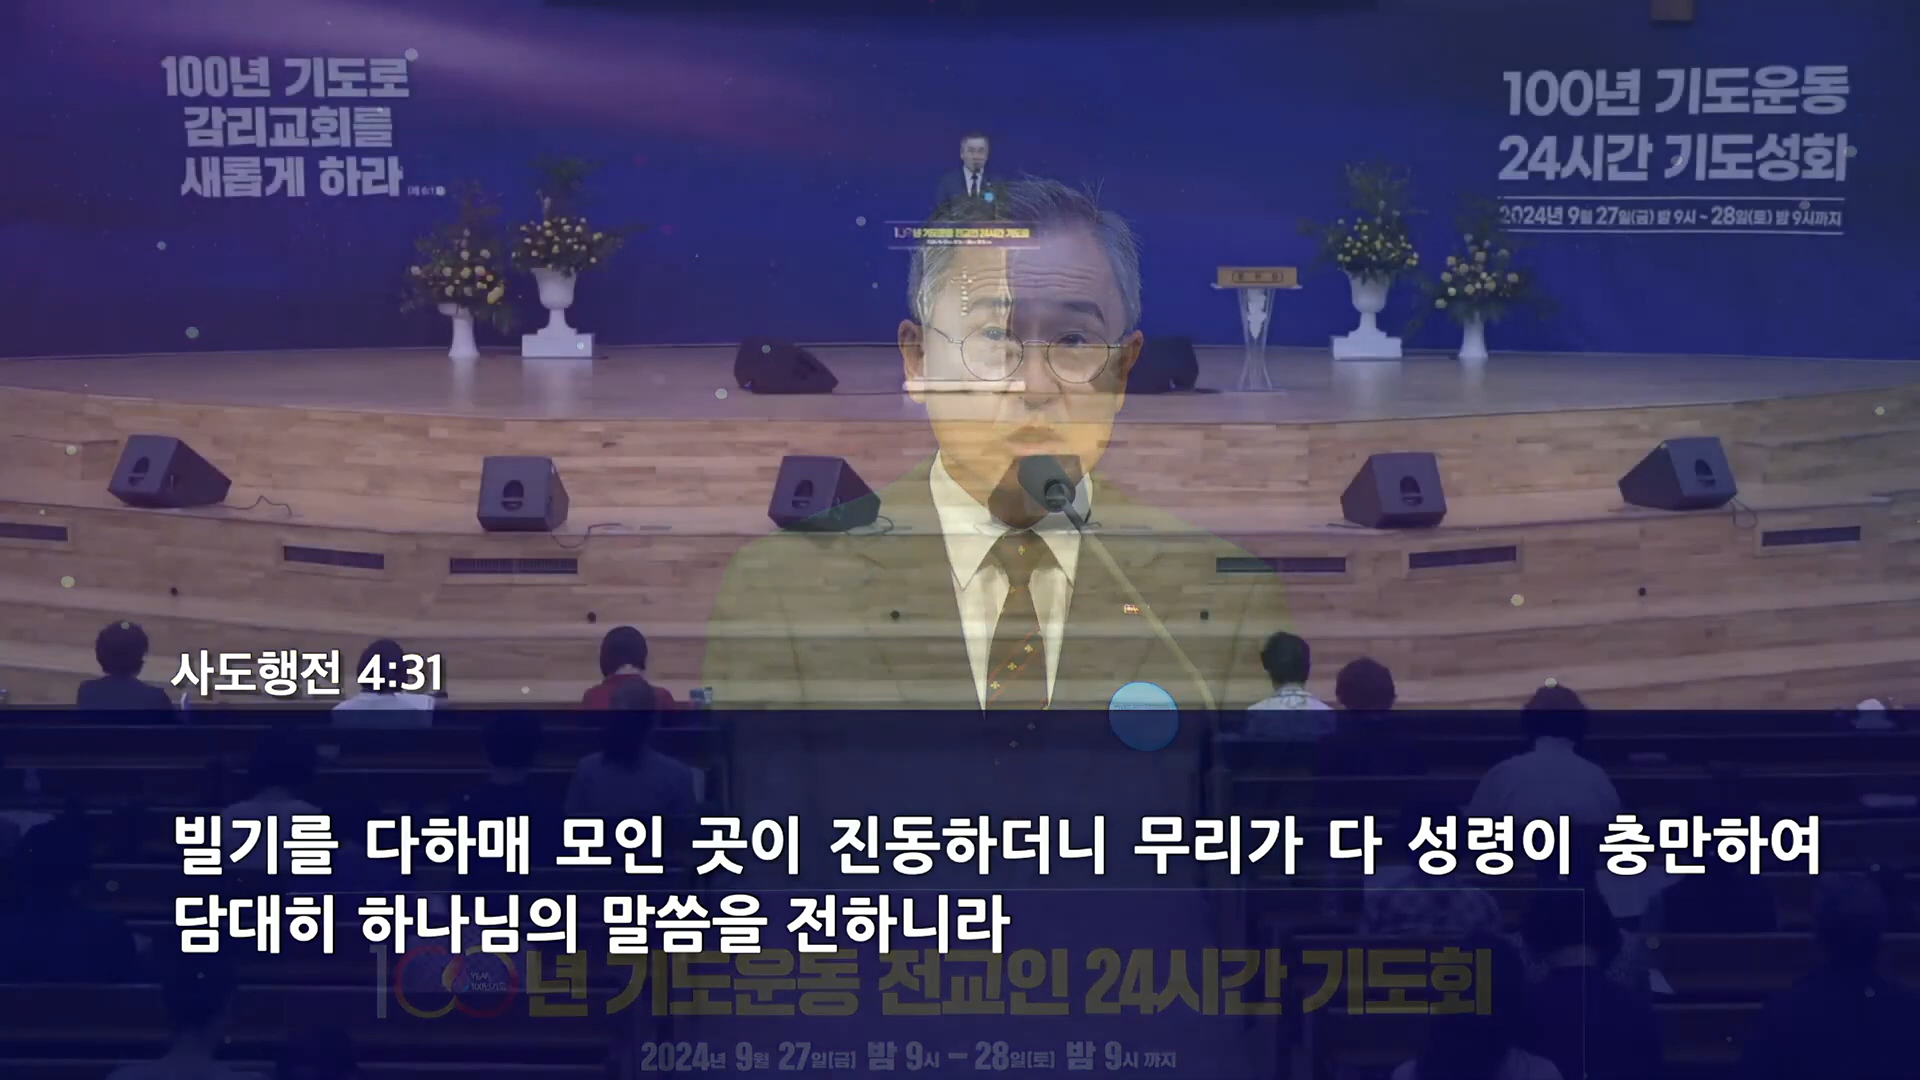 100년 기도로
감리교회를
새롭게 하라
100년 기도운동
24시간 기도성회
2024년 9월 27일(금) 밤 9시 ~ 28일(토) 밤 9시까지
사도행전 4:31
빌기를 다하매 모인 곳이 진동하더니 무리가 다 성령이 충만하여
담대히 하나님의 말씀을 전하니라
100년 기도운동 전교인 24시간 기도회
2024년 9월 27일(금) 밤 9시 – 28일(토) 밤 9시 까지